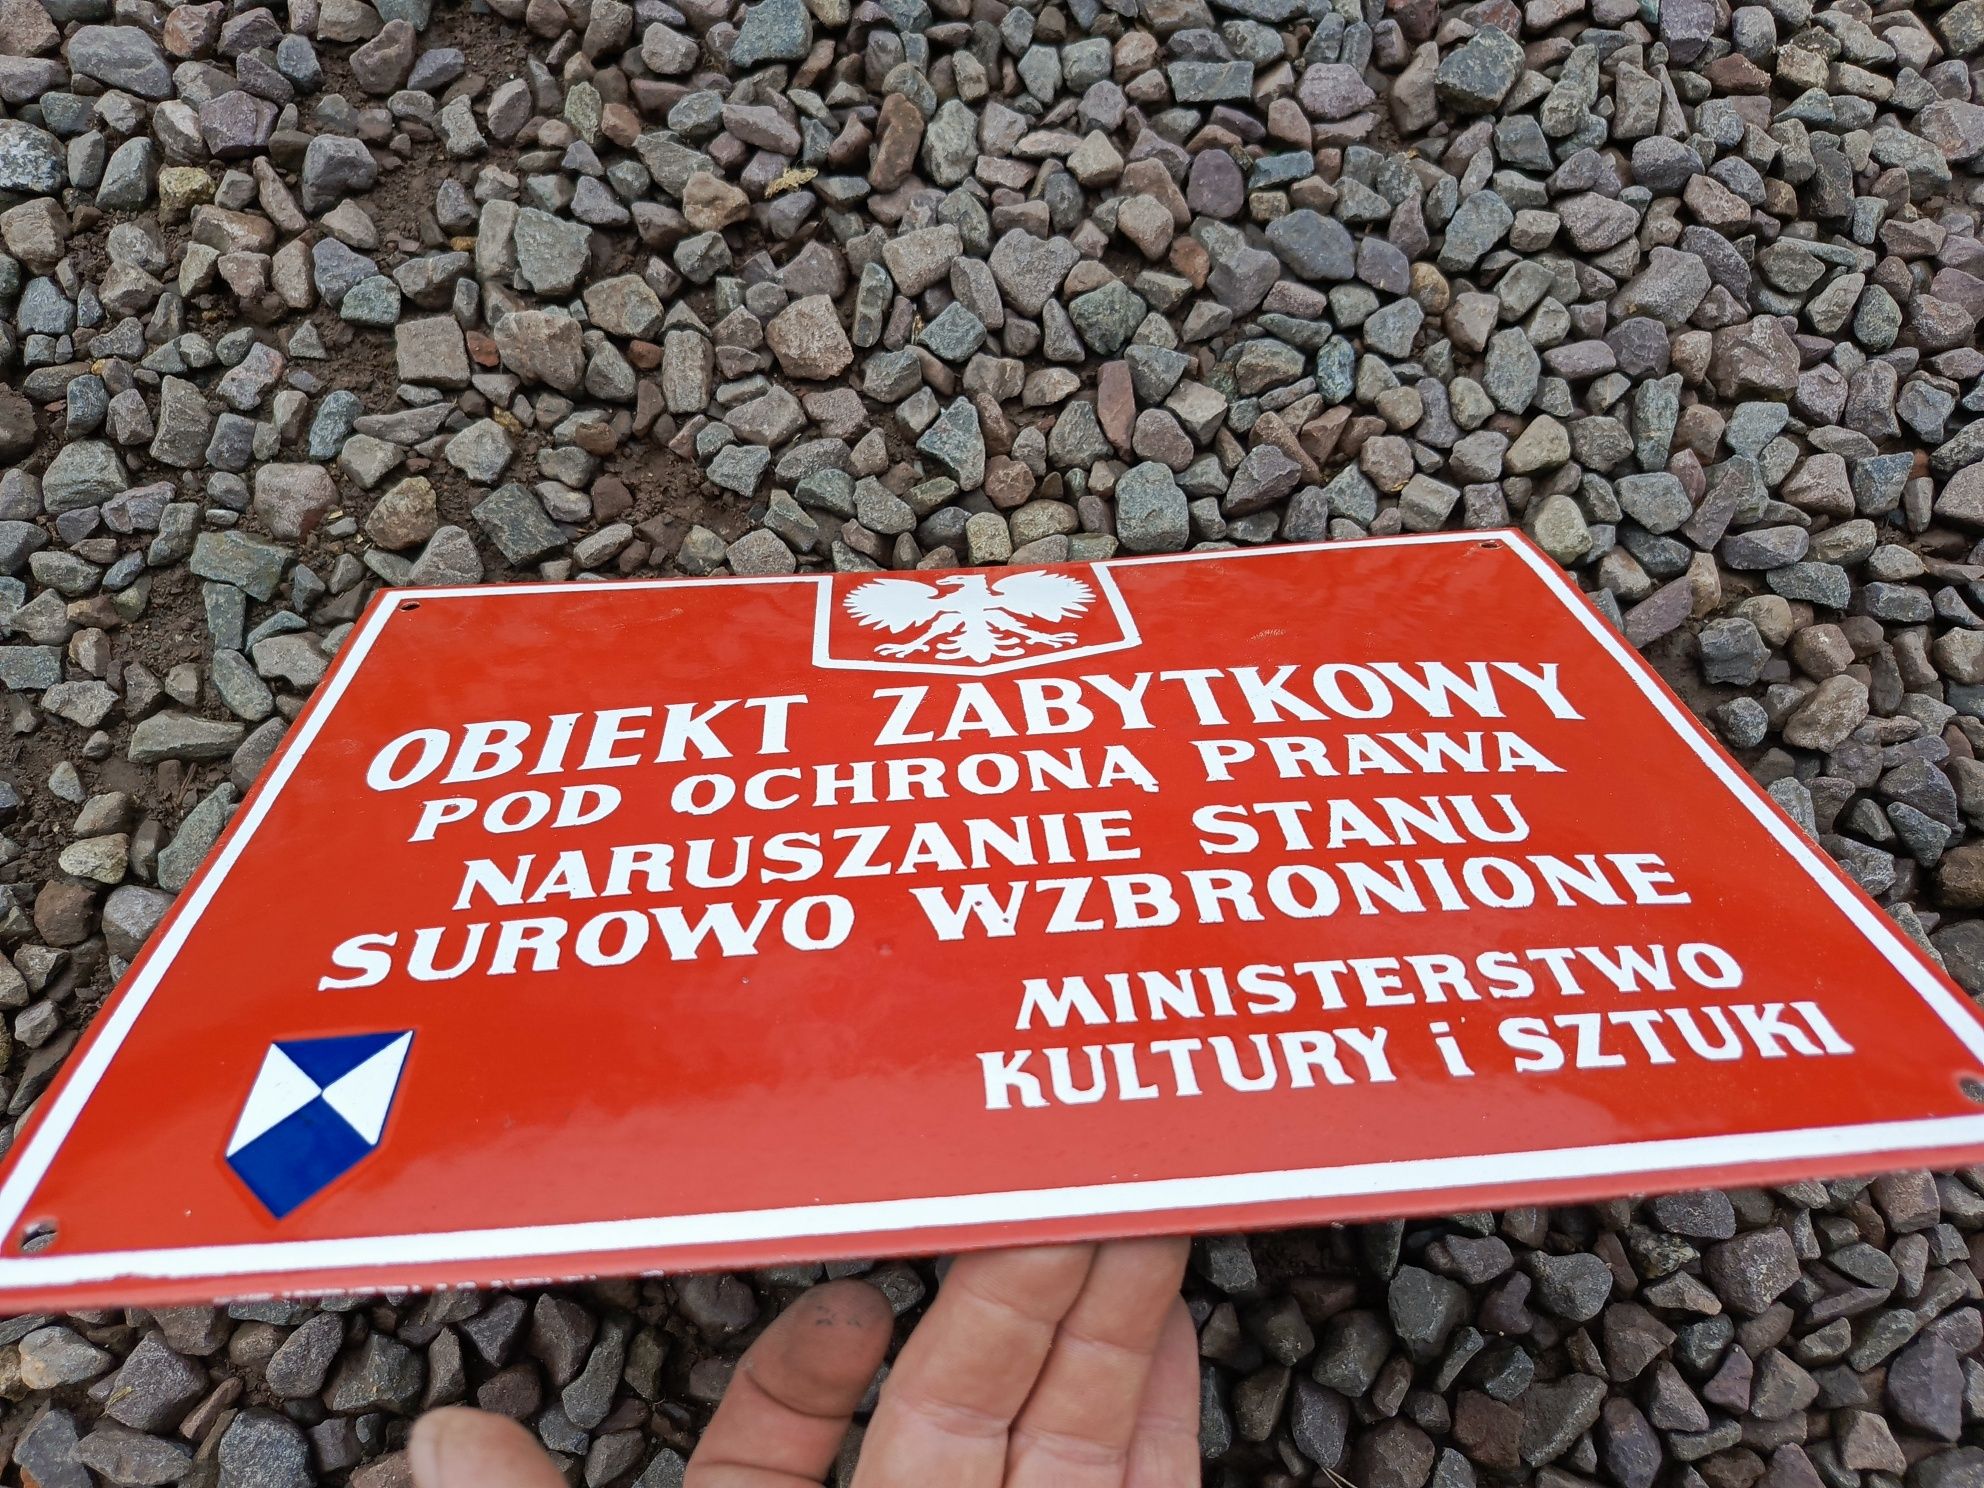 OBIEKT ZABYTKOWY
POD OCHRONĄ PRAWA
NARUSZANIE STANU
SUROWO WZBRONIONE
MINISTERSTWO
KULTURY i SZTUKI